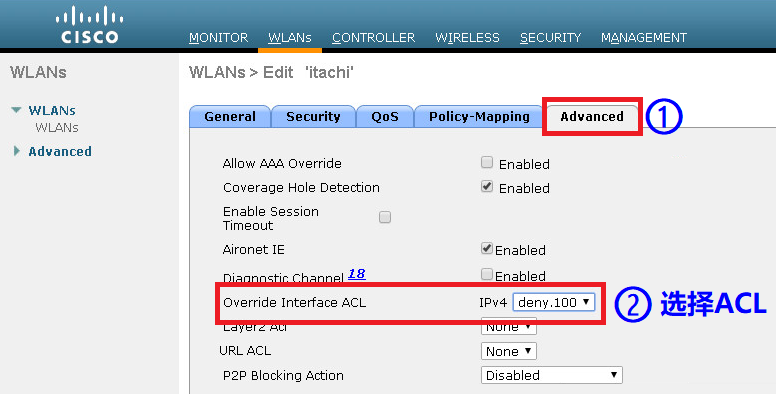 CISCO
MONITOR WLANs CONTROLLER WIRELESS SECURITY MANAGEMENT
WLANs
WLANs > Edit 'itachi'
WLANs
WLANs
Advanced
General Security QoS Policy-Mapping Advanced ①
Allow AAA Override Enabled
Coverage Hole Detection Enabled
Enable Session
Timeout
Aironet IE Enabled
Diagnostic Channel 18 Enabled
Override Interface ACL IPv4 deny.100 ② 选择ACL
Layer2 Acl None
URL ACL None
P2P Blocking Action Disabled